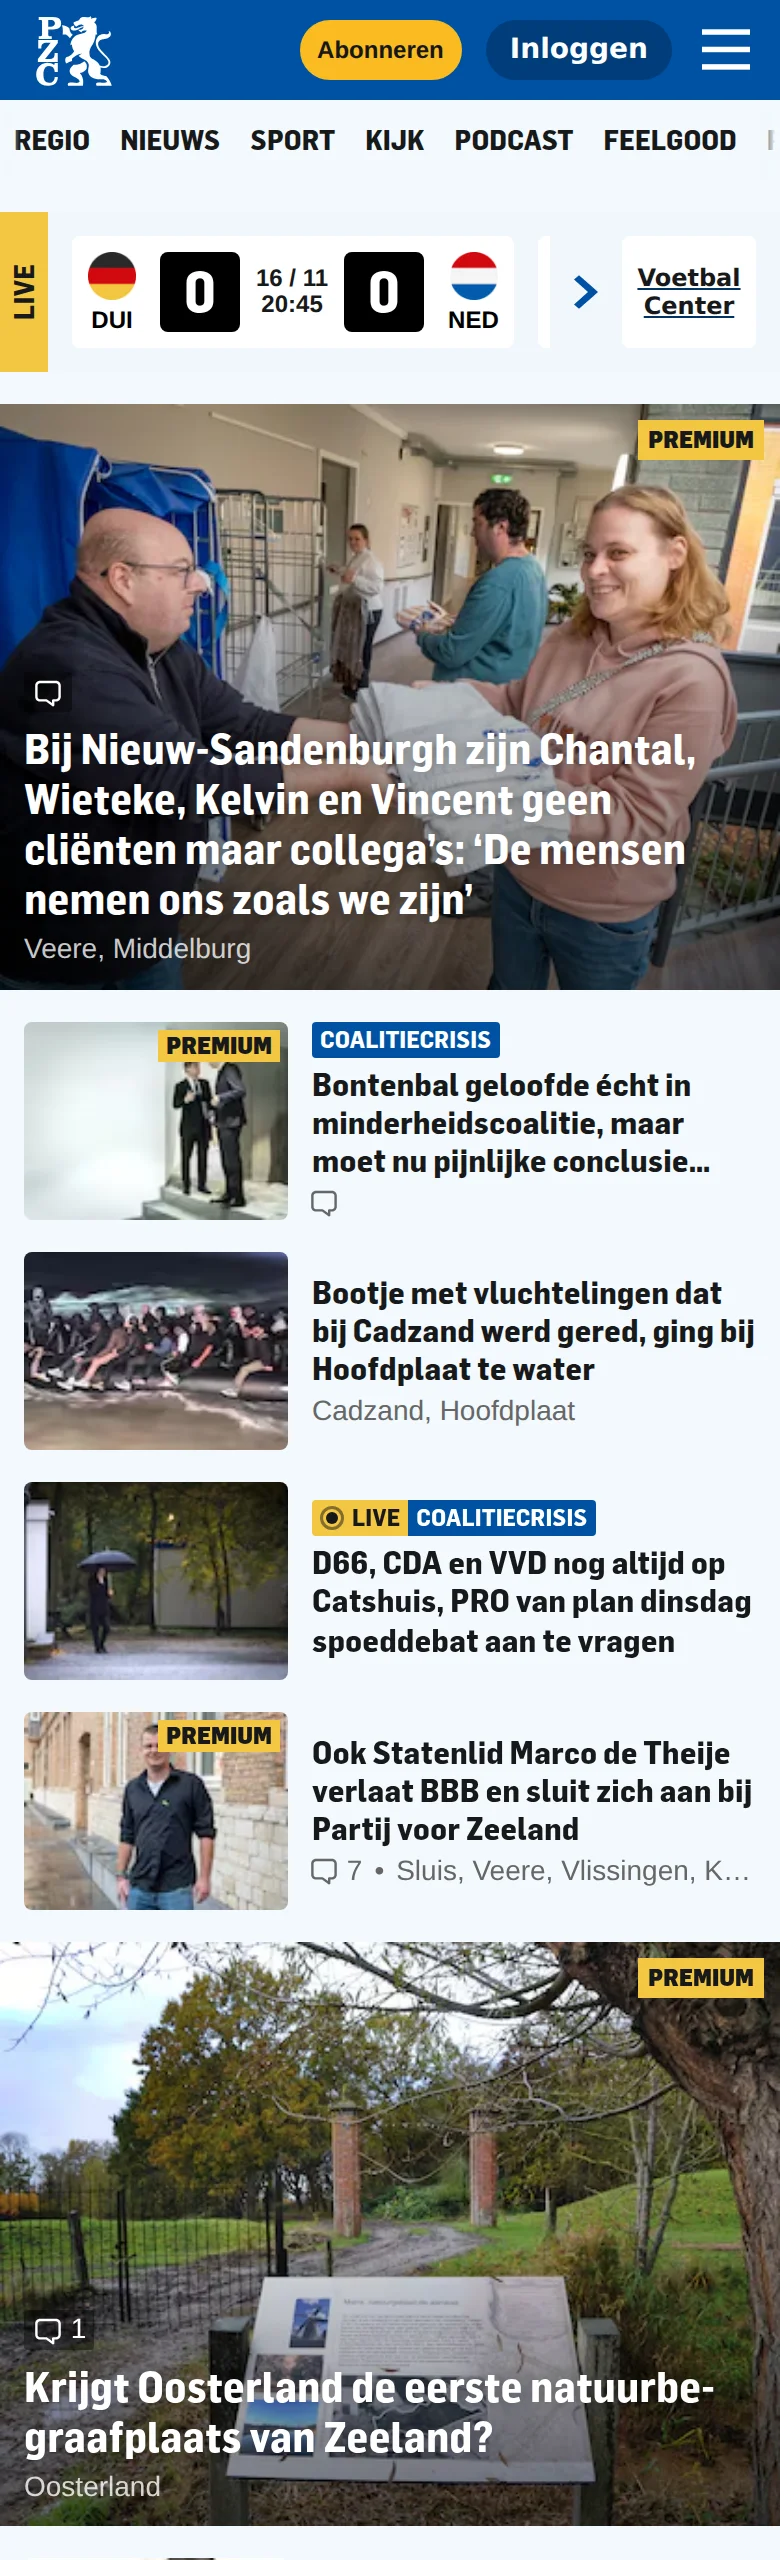 PZC
Abonneren
Inloggen
REGIO NIEUWS SPORT KIJK PODCAST FEELGOOD
LIVE
DUI
0
16 / 11
20:45
0
NED
Voetbal
Center
PREMIUM
Bij Nieuw-Sandenburgh zijn Chantal,
Wieteke, Kelvin en Vincent geen
cliënten maar collega’s: ‘De mensen
nemen ons zoals we zijn’
Veere, Middelburg
PREMIUM
COALITIECRISIS
Bontenbal geloofde écht in
minderheidscoalitie, maar
moet nu pijnlijke conclusie...
Bootje met vluchtelingen dat
bij Cadzand werd gered, ging bij
Hoofdplaat te water
Cadzand, Hoofdplaat
LIVE COALITIECRISIS
D66, CDA en VVD nog altijd op
Catshuis, PRO van plan dinsdag
spoeddebat aan te vragen
PREMIUM
Ook Statenlid Marco de Theije
verlaat BBB en sluit zich aan bij
Partij voor Zeeland
7 • Sluis, Veere, Vlissingen, K...
PREMIUM
1
Krijgt Oosterland de eerste natuurbe-
graafplaats van Zeeland?
Oosterland